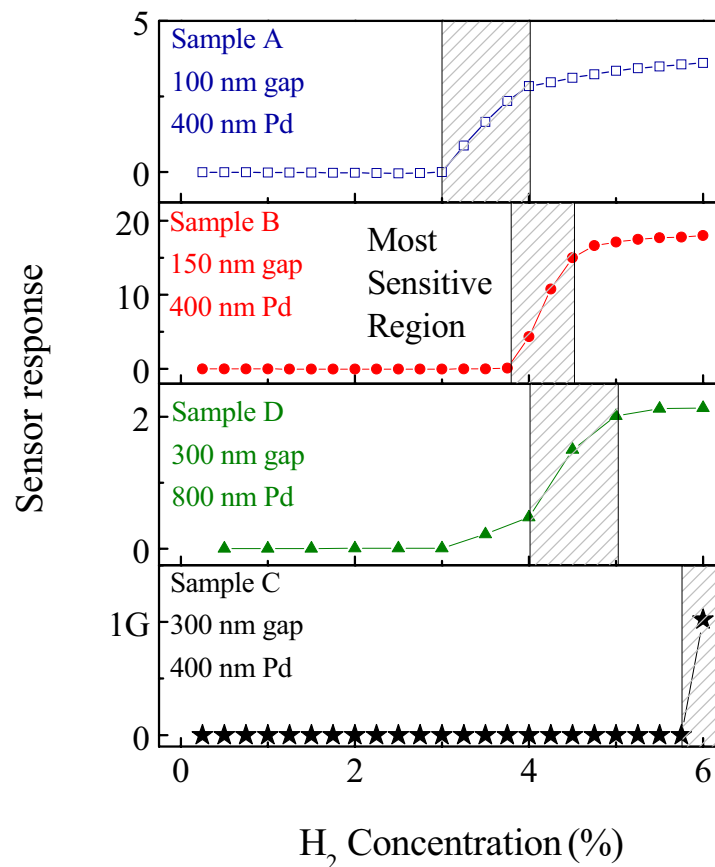 5
Sample A
100 nm gap
400 nm Pd
0
20
Sample B
150 nm gap
400 nm Pd
10
0
Most
Sensitive
Region
Sensor response
2
Sample D
300 nm gap
800 nm Pd
0
Sample C
1G
300 nm gap
400 nm Pd
0
0 2 4 6
H₂ Concentration (%)